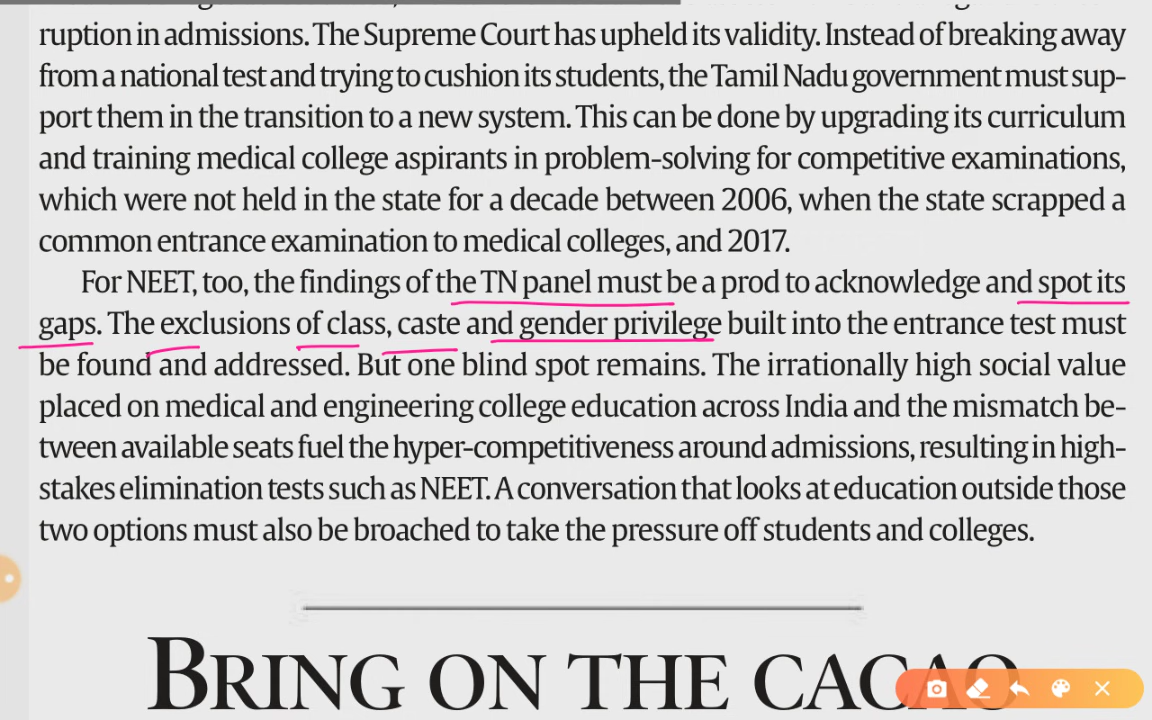 ruption in admissions. The Supreme Court has upheld its validity. Instead of breaking away
from a national test and trying to cushion its students, the Tamil Nadu government must sup-
port them in the transition to a new system. This can be done by upgrading its curriculum
and training medical college aspirants in problem-solving for competitive examinations,
which were not held in the state for a decade between 2006, when the state scrapped a
common entrance examination to medical colleges, and 2017.
For NEET, too, the findings of the TN panel must be a prod to acknowledge and spot its
gaps. The exclusions of class, caste and gender privilege built into the entrance test must
be found and addressed. But one blind spot remains. The irrationally high social value
placed on medical and engineering college education across India and the mismatch be-
tween available seats fuel the hyper-competitiveness around admissions, resulting in high-
stakes elimination tests such as NEET. A conversation that looks at education outside those
two options must also be broached to take the pressure off students and colleges.
BRING ON THE CACAO